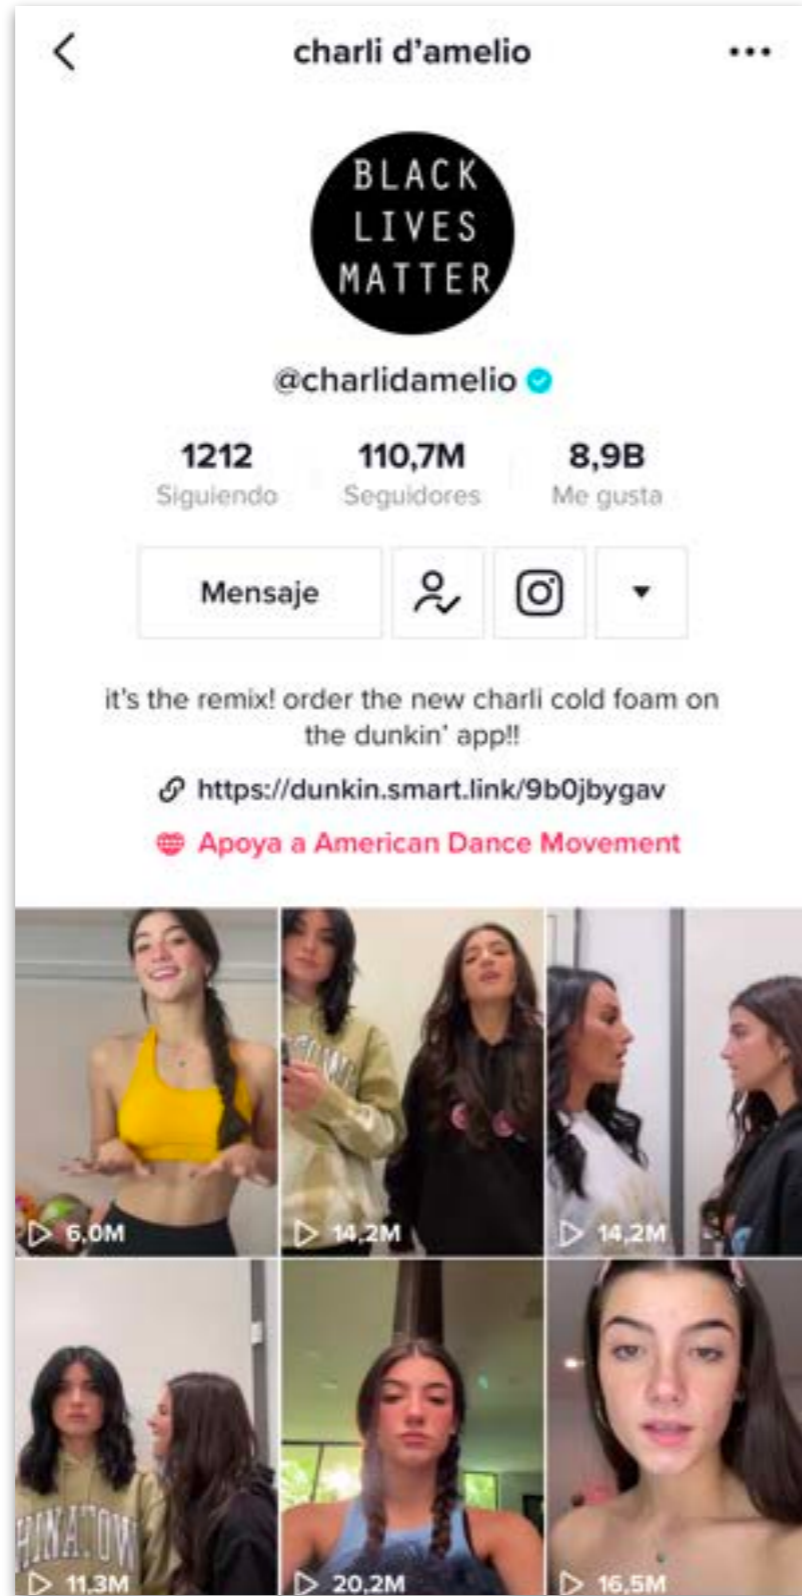 charli d'amelio
BLACK
LIVES
MATTER
@charlidamelio
1212
110,7M
8,9B
Siguiendo
Seguidores
Me gusta
Mensaje
it's the remix! order the new charli cold foam on
the dunkin' app!!
https://dunkin.smart.link/9b0jbygav
Apoya a American Dance Movement
6,0M
14,2M
14,2M
HINATOW
11,3M
20,2M
16,5M